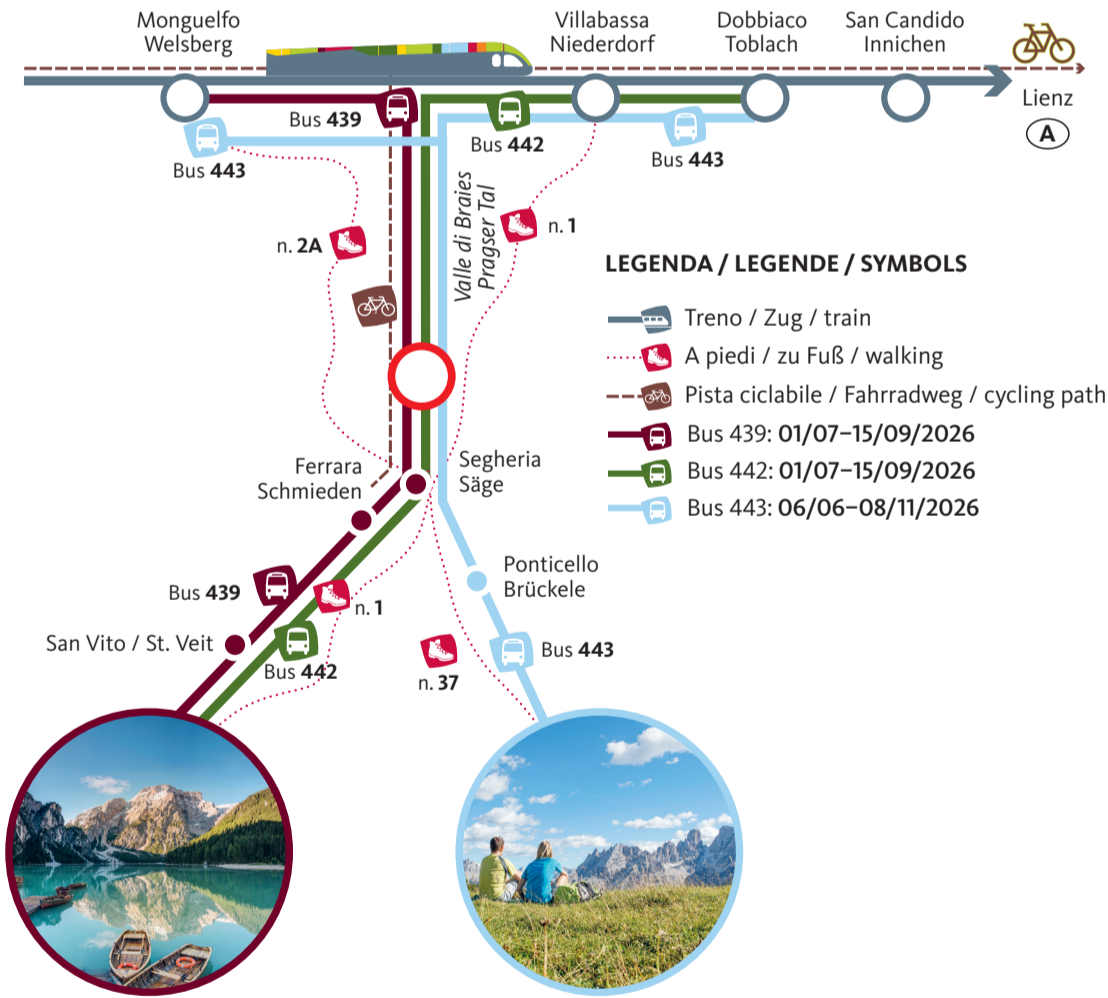 Monguelfo
Welsberg
Villabassa
Niederdorf
Dobbiaco
Toblach
San Candido
Innichen
Lienz
A
Bus 439
Bus 442
Bus 443
Bus 443
Valle di Braies
Pragser Tal
n. 2A
n. 1
LEGENDA / LEGENDE / SYMBOLS
Treno / Zug / train
A piedi / zu Fuß / walking
Pista ciclabile / Fahrradweg / cycling path
Bus 439: 01/07–15/09/2026
Bus 442: 01/07–15/09/2026
Bus 443: 06/06–08/11/2026
Ferrara
Schmieden
Segheria
Säge
Ponticello
Brückele
Bus 439
n. 1
San Vito / St. Veit
Bus 442
Bus 443
n. 37